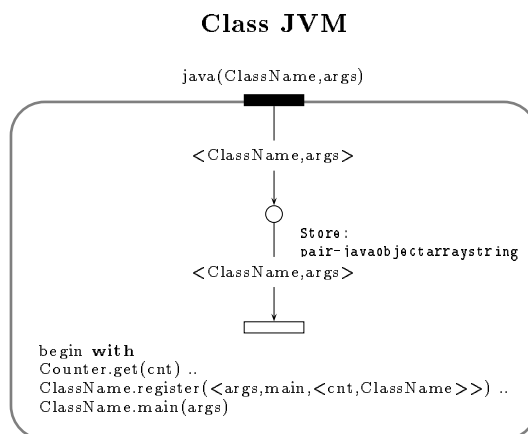 Class JVM
java(ClassName,args)
<ClassName,args>
Store:
pair-javaobjectarraystring
<ClassName,args>
begin with
Counter.get(cnt) ..
ClassName.register(<args,main,<cnt,ClassName>>) ..
ClassName.main(args)